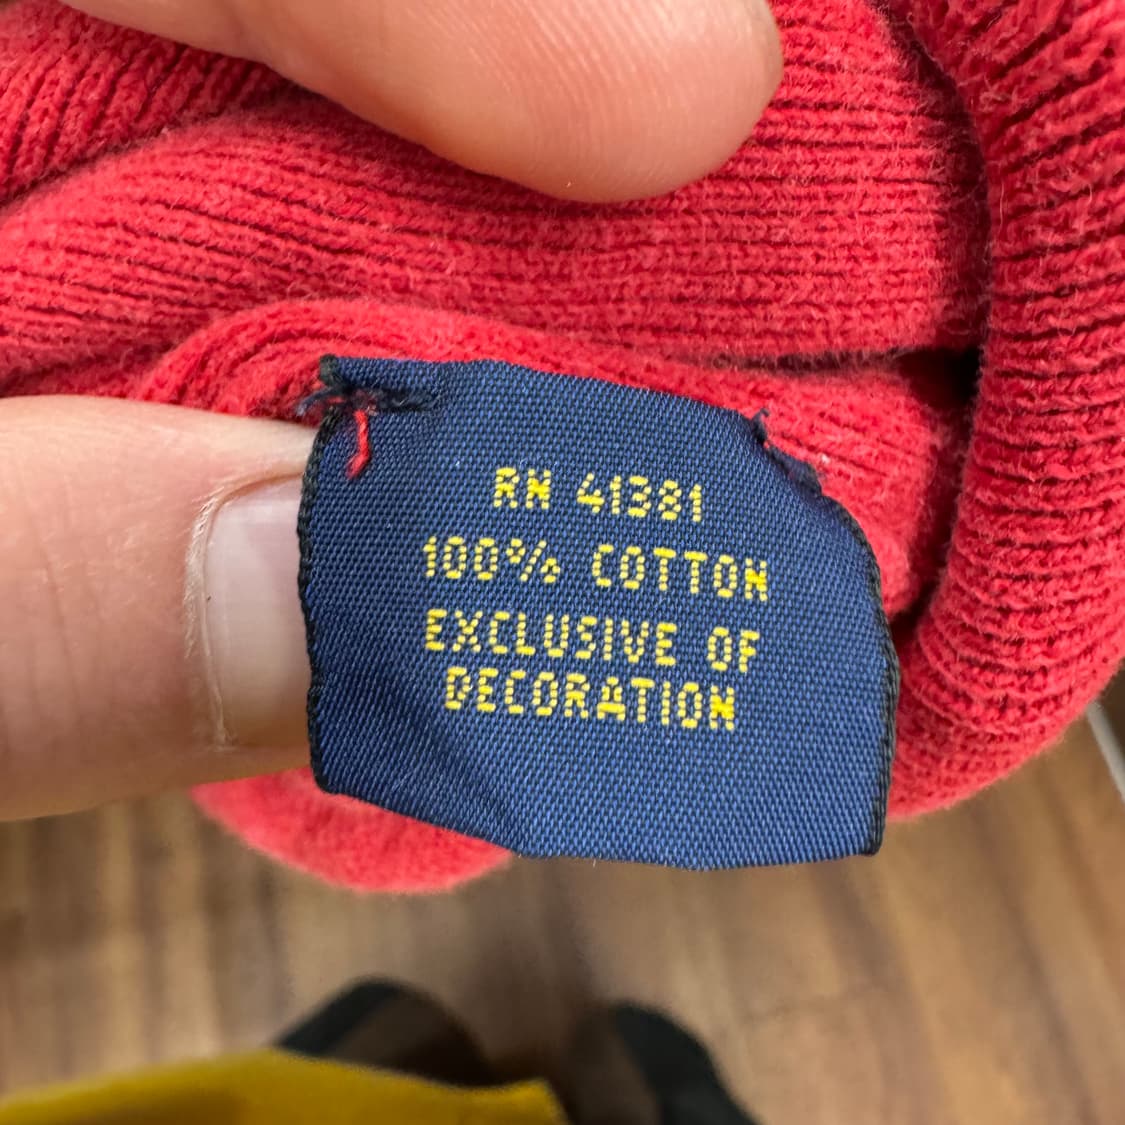 RN 41381
100% COTTON
EXCLUSIVE OF
DECORATION